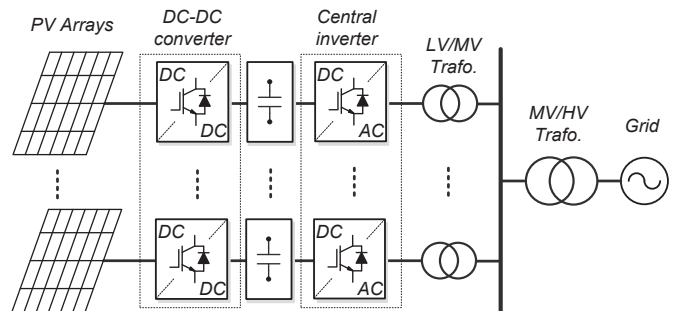 PV Arrays
DC-DC
converter
Central
inverter
LV/MV
Trafo.
MV/HV
Trafo.
Grid
DC
DC
DC
AC
DC
DC
DC
AC